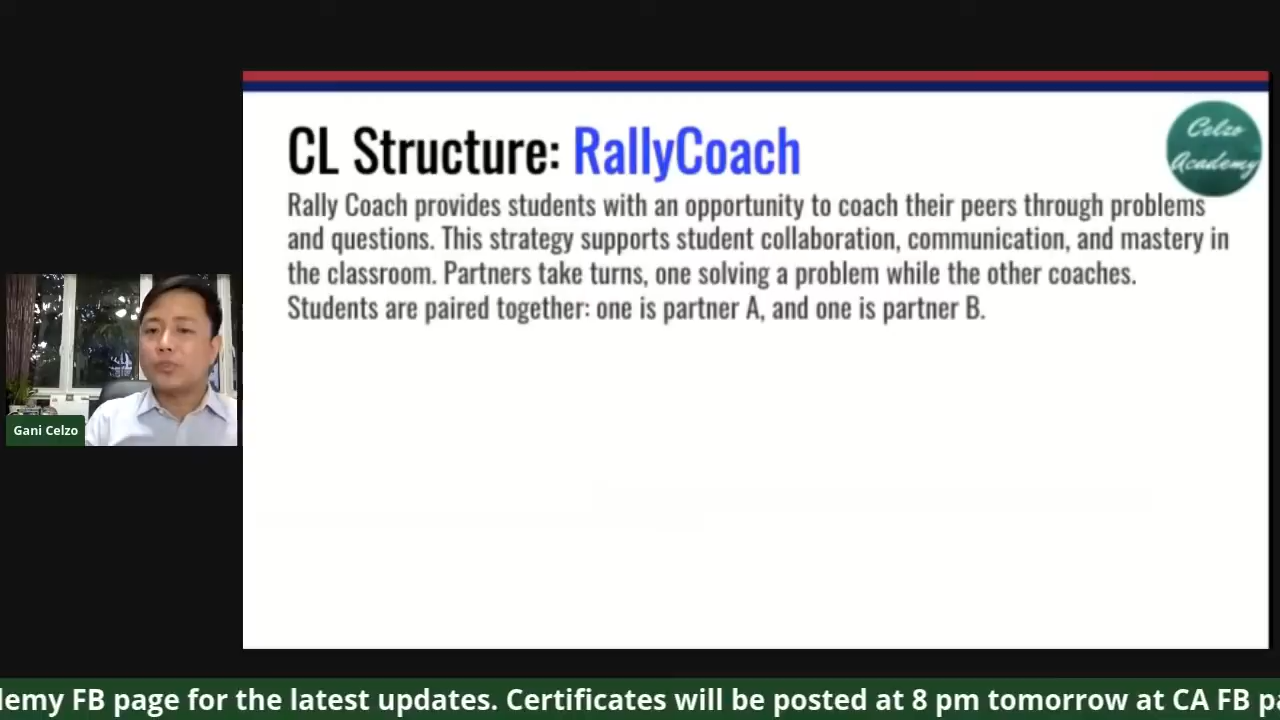 CL Structure: RallyCoach
Celzo
Academy
Rally Coach provides students with an opportunity to coach their peers through problems
and questions. This strategy supports student collaboration, communication, and mastery in
the classroom. Partners take turns, one solving a problem while the other coaches.
Students are paired together: one is partner A, and one is partner B.
Gani Celzo
demy FB page for the latest updates. Certificates will be posted at 8 pm tomorrow at CA FB pa